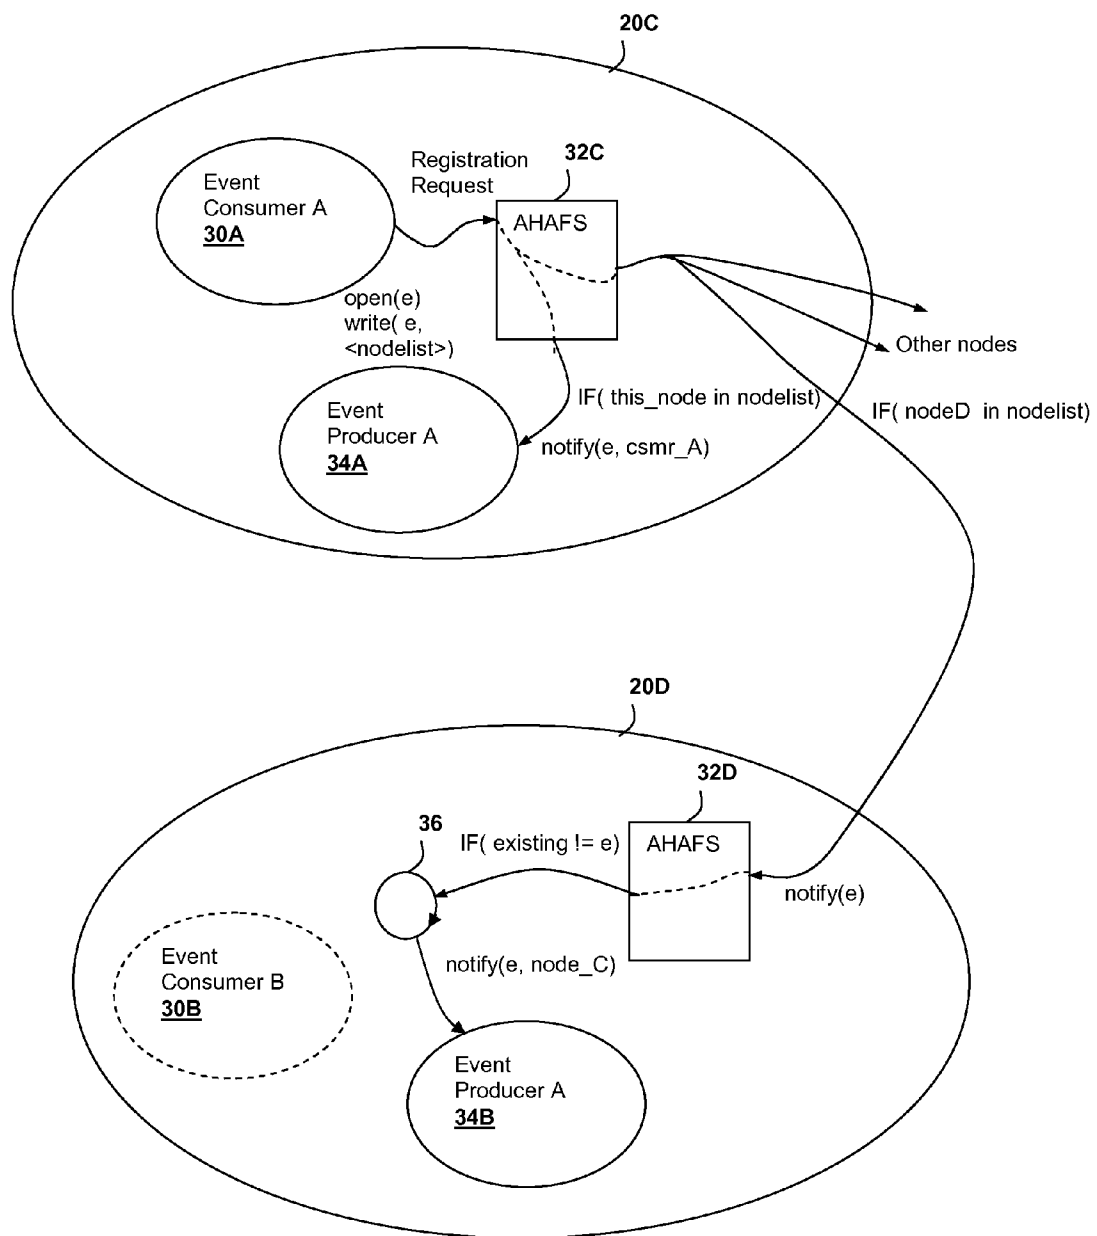 20C
Event
Consumer A
30A
Registration
Request
32C
AHAFS
open(e)
write( e,
<nodelist>)
Other nodes
IF( this_node in nodelist)
IF( nodeD in nodelist)
Event
Producer A
34A
notify(e, csmr_A)
20D
32D
36
IF( existing != e)
AHAFS
notify(e)
Event
Consumer B
30B
notify(e, node_C)
Event
Producer A
34B